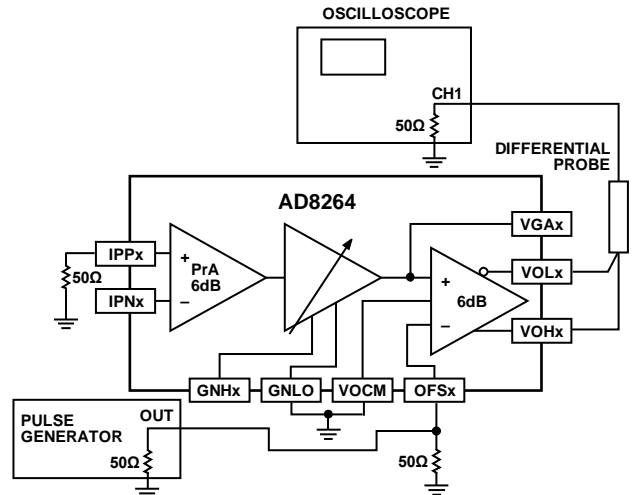 OSCILLOSCOPE
CH1
50Ω
DIFFERENTIAL
PROBE
AD8264
VGAx
IPPx
+
PrA
6dB
–
50Ω
IPNx
+
6dB
–
VOLx
VOHx
GNHx
GNLO
VOCM
OFSx
PULSE
GENERATOR
OUT
50Ω
50Ω